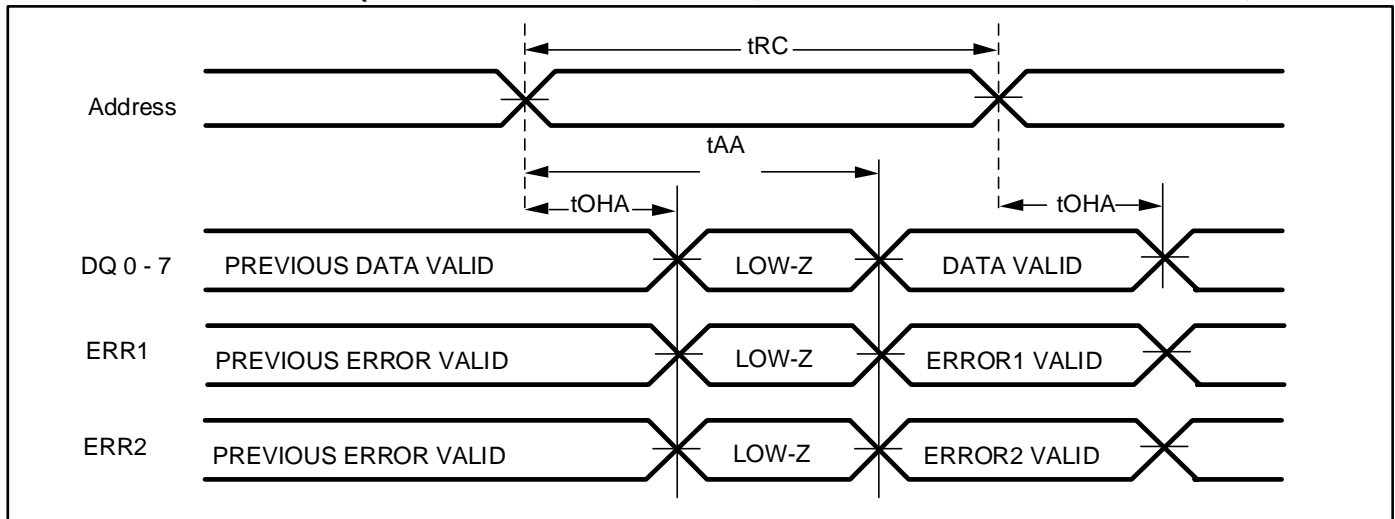 tRC
Address
tAA
tOHA
tOHA
DQ 0 - 7
PREVIOUS DATA VALID
LOW-Z
DATA VALID
ERR1
PREVIOUS ERROR VALID
LOW-Z
ERROR1 VALID
ERR2
PREVIOUS ERROR VALID
LOW-Z
ERROR2 VALID